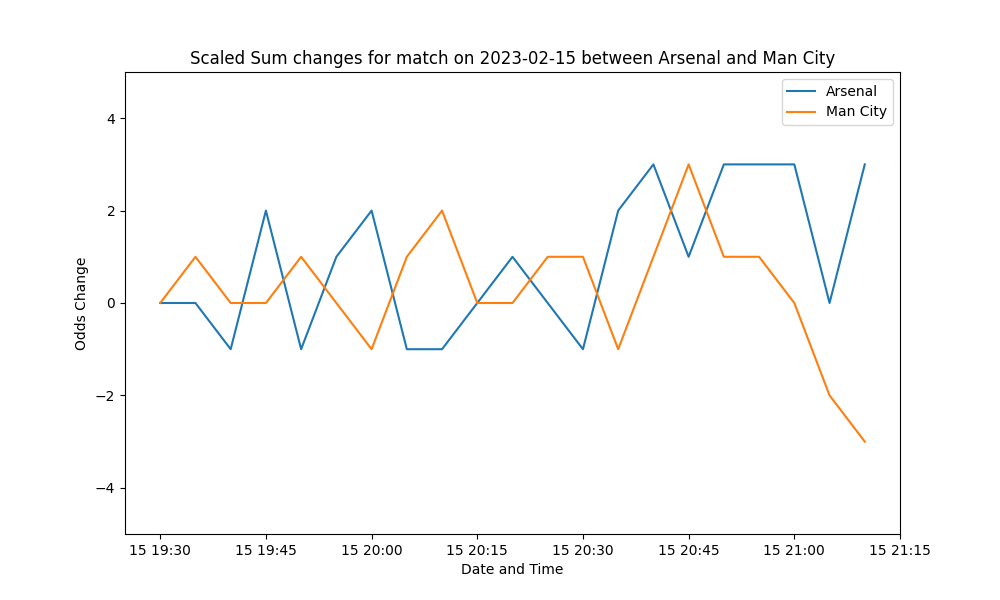 Scaled Sum changes for match on 2023-02-15 between Arsenal and Man City
Arsenal
Man City
Odds Change
4
2
0
−2
−4
15 19:30 15 19:45 15 20:00 15 20:15 15 20:30 15 20:45 15 21:00 15 21:15
Date and Time